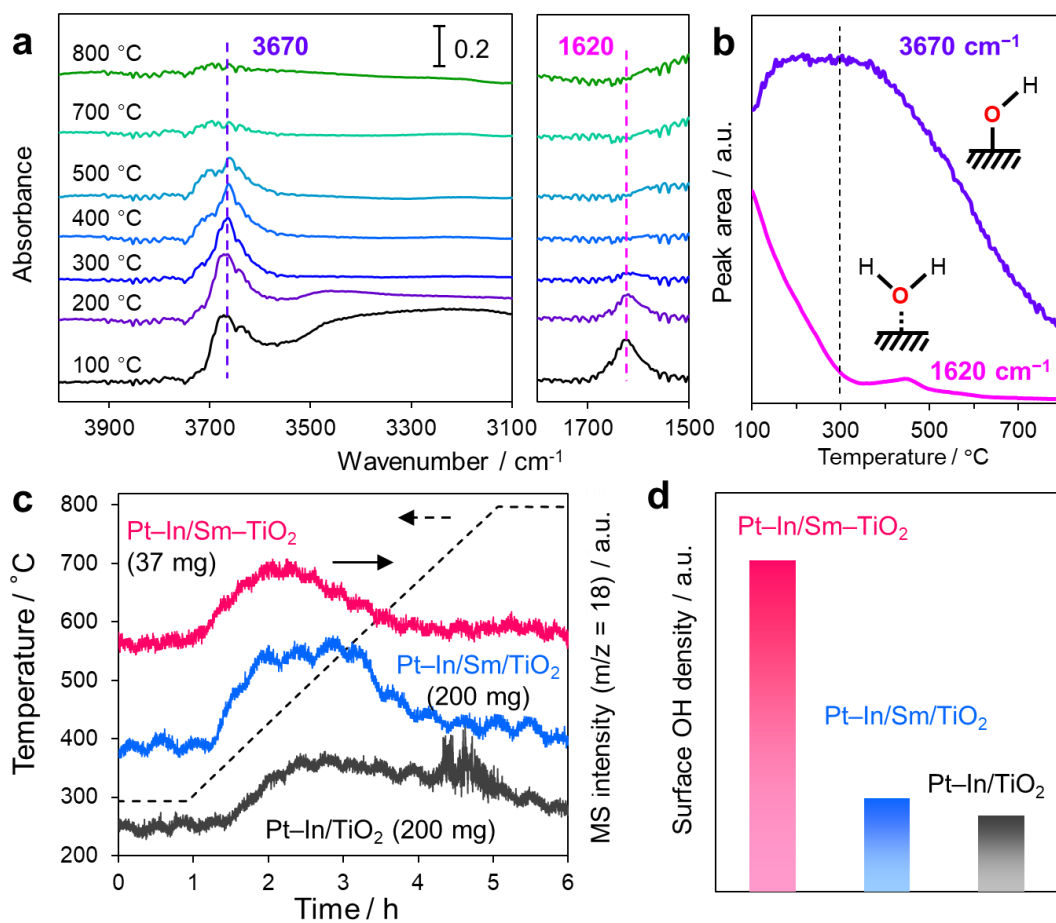 a
3670
0.2
1620
800 °C
700 °C
500 °C
400 °C
300 °C
200 °C
100 °C
Absorbance
3900
3700
3500
3300
3100
1700
1500
Wavenumber / cm⁻¹
b
3670 cm⁻¹
H
O
H
H
O
1620 cm⁻¹
Peak area / a.u.
100
300
500
700
Temperature / °C
c
800
700
600
500
400
300
200
Temperature / ˚C
Pt–In/Sm–TiO₂
(37 mg)
Pt–In/Sm/TiO₂
(200 mg)
Pt–In/TiO₂ (200 mg)
MS intensity (m/z = 18) / a.u.
0
1
2
3
4
5
6
Time / h
d
Surface OH density / a.u.
Pt–In/Sm–TiO₂
Pt–In/Sm/TiO₂
Pt–In/TiO₂